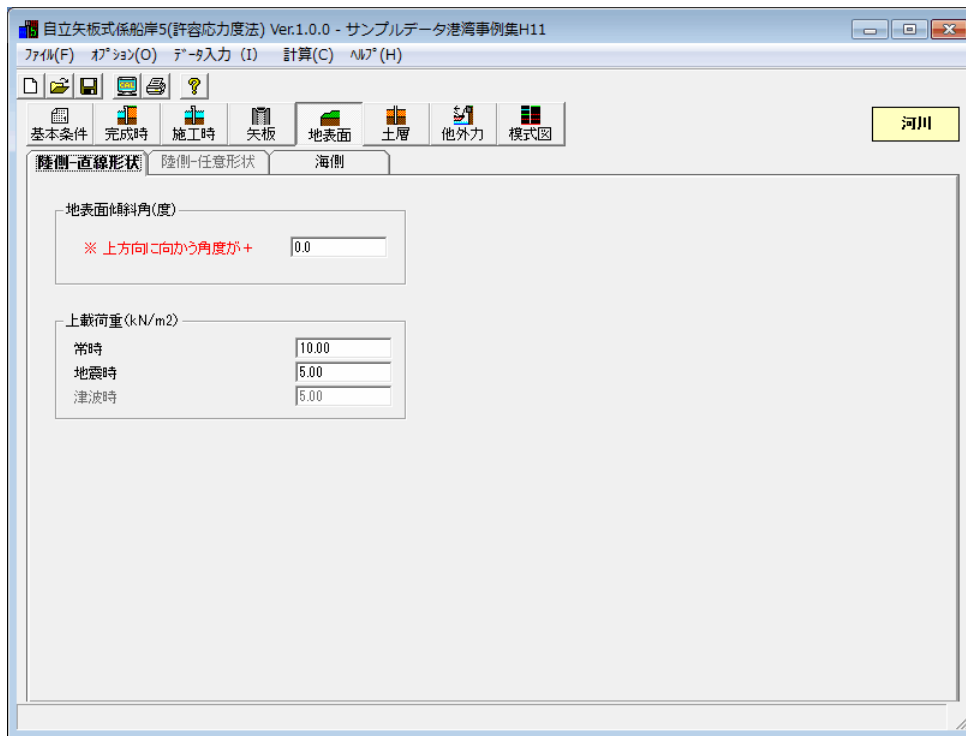 自立矢板式係船岸5(許容応力度法) Ver.1.0.0 - サンプルデータ港湾事例集H11
ﾌｧｲﾙ(F) ｵﾌﾟｼｮﾝ(O) ﾃﾞｰﾀ入力 (I) 計算(C) ﾍﾙﾌﾟ(H)
基本条件 完成時 施工時 矢板 地表面 土層 他外力 模式図 河川
陸側-直線形状 陸側-任意形状 海側
地表面傾斜角(度)
※ 上方向に向かう角度が＋ 0.0
上載荷重(kN/m2)
常時 10.00
地震時 5.00
津波時 5.00